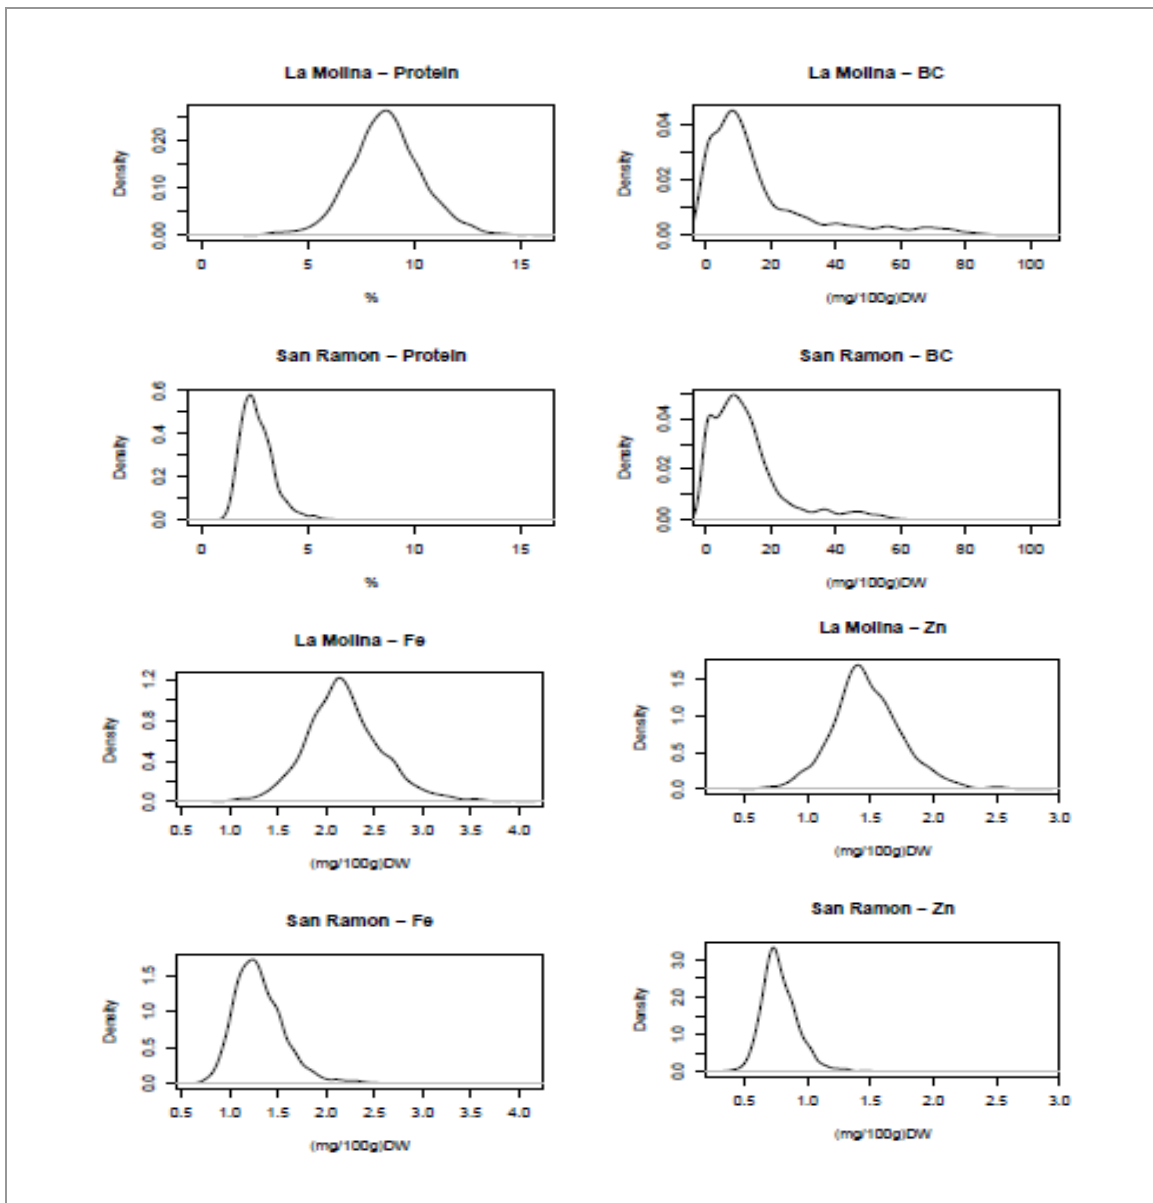 La Molina – Protein
Density
0.00 0.10 0.20
0 5 10 15
%
La Molina – BC
Density
0.00 0.02 0.04
0 20 40 60 80 100
(mg/100g)DW
San Ramon – Protein
Density
0.0 0.2 0.4 0.6
0 5 10 15
%
San Ramon – BC
Density
0.00 0.02 0.04
0 20 40 60 80 100
(mg/100g)DW
La Molina – Fe
Density
0.0 0.4 0.8 1.2
0.5 1.0 1.5 2.0 2.5 3.0 3.5 4.0
(mg/100g)DW
La Molina – Zn
Density
0.0 0.5 1.0 1.5
0.5 1.0 1.5 2.0 2.5 3.0
(mg/100g)DW
San Ramon – Fe
Density
0.0 0.5 1.0 1.5
0.5 1.0 1.5 2.0 2.5 3.0 3.5 4.0
(mg/100g)DW
San Ramon – Zn
Density
0.0 1.0 2.0 3.0
0.5 1.0 1.5 2.0 2.5 3.0
(mg/100g)DW